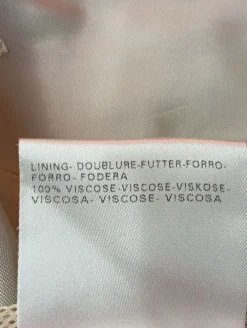 LINING- DOUBLURE-FUTTER-FORRO-
FORRO- FODERA
100% VISCOSE-VISCOSE-VISKOSE-
VISCOSA- VISCOSE- VISCOSA